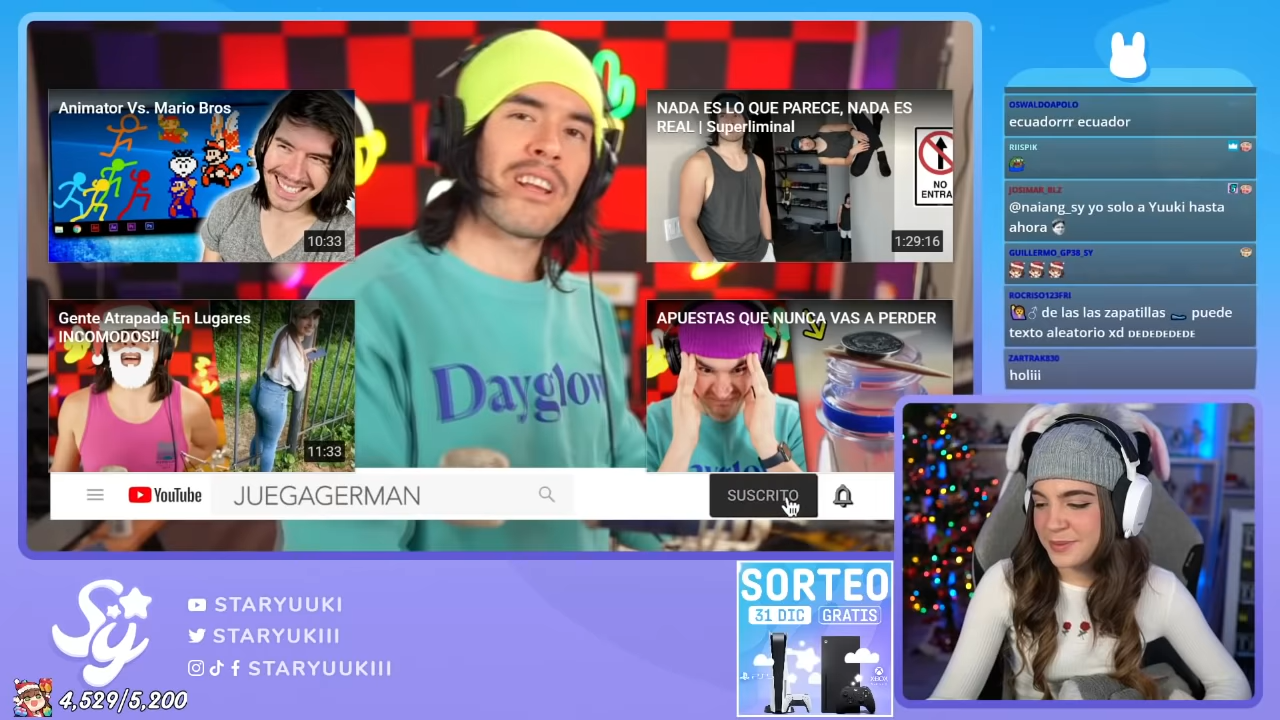 Animator Vs. Mario Bros
10:33
NADA ES LO QUE PARECE, NADA ES
REAL | Superliminal
NO
ENTRA
1:29:16
Gente Atrapada En Lugares
INCOMODOS!!
11:33
APUESTAS QUE NUNCA VAS A PERDER
Dayglow
YouTube
JUEGAGERMAN
SUSCRITO
OSWALDOAPOLO
ecuadorrr ecuador
RIISPIK
JOSIMAR_RLZ
@naiang_sy yo solo a Yuuki hasta
ahora
GUILLERMO_GP38_SY
ROCRISO123FRI
de las las zapatillas puede
texto aleatorio xd DEDEDEDEDE
ZARTRAK830
holiii
Sy
STARYUUKI
STARYUKIII
STARYUUKIII
4,529/5,200
SORTEO
31 DIC GRATIS
XBOX